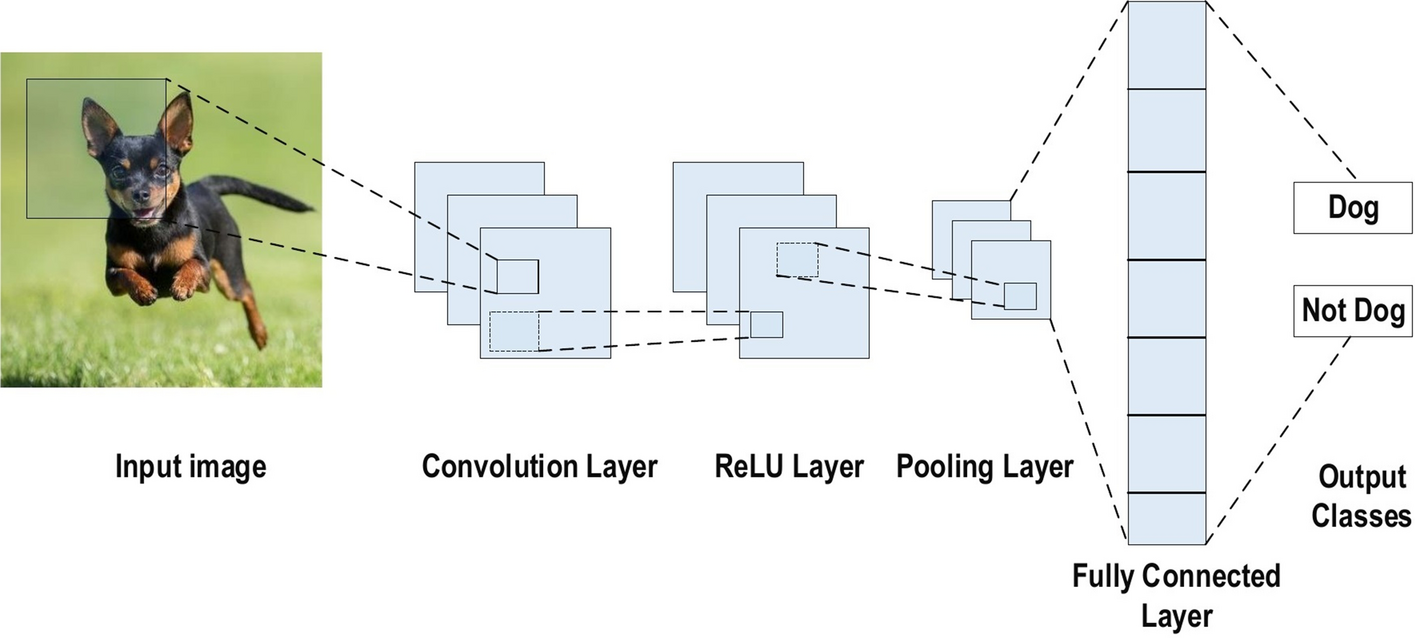 Dog
Not Dog
Input image
Convolution Layer
ReLU Layer
Pooling Layer
Output
Classes
Fully Connected
Layer